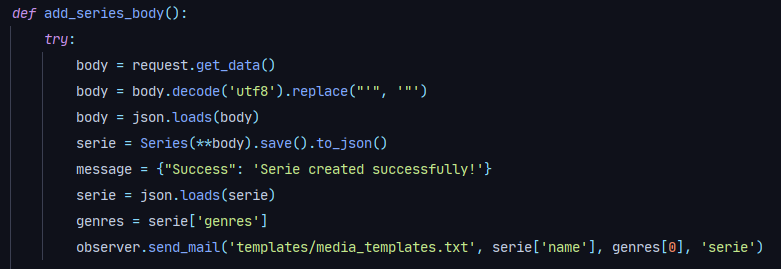 def add_series_body():
    try:
        body = request.get_data()
        body = body.decode('utf8').replace("'", '"')
        body = json.loads(body)
        serie = Series(**body).save().to_json()
        message = {"Success": 'Serie created successfully!'}
        serie = json.loads(serie)
        genres = serie['genres']
        observer.send_mail('templates/media_templates.txt', serie['name'], genres[0], 'serie')